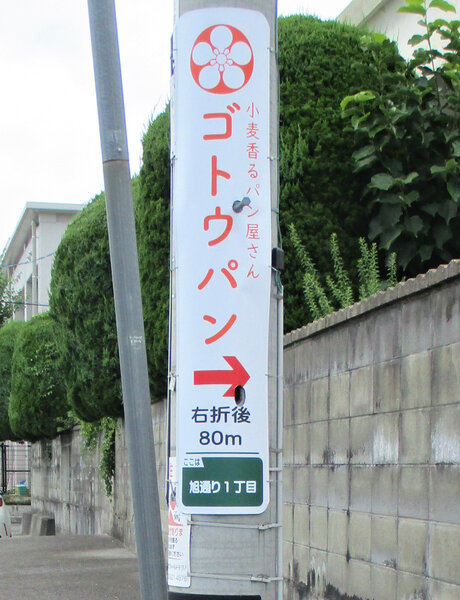 小麦香るパン屋さん
ゴトウパン
右折後
80m
ここは
旭通り1丁目